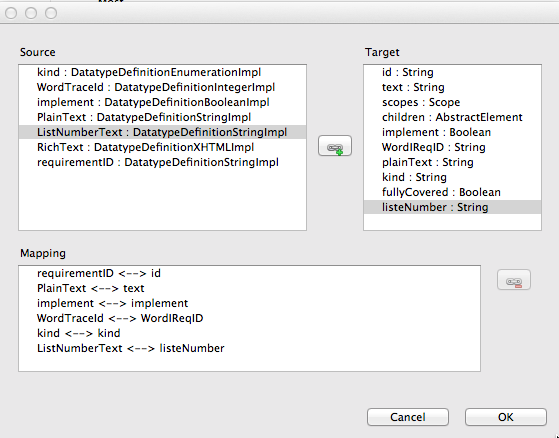 Source
kind : DatatypeDefinitionEnumerationImpl
WordTraceId : DatatypeDefinitionIntegerImpl
implement : DatatypeDefinitionBooleanImpl
PlainText : DatatypeDefinitionStringImpl
ListNumberText : DatatypeDefinitionStringImpl
RichText : DatatypeDefinitionXHTMLImpl
requirementID : DatatypeDefinitionStringImpl
Target
id : String
text : String
scopes : Scope
children : AbstractElement
implement : Boolean
WordIReqID : String
plainText : String
kind : String
fullyCovered : Boolean
listeNumber : String
Mapping
requirementID <--> id
PlainText <--> text
implement <--> implement
WordTraceId <--> WordIReqID
kind <--> kind
ListNumberText <--> listeNumber
Cancel
OK